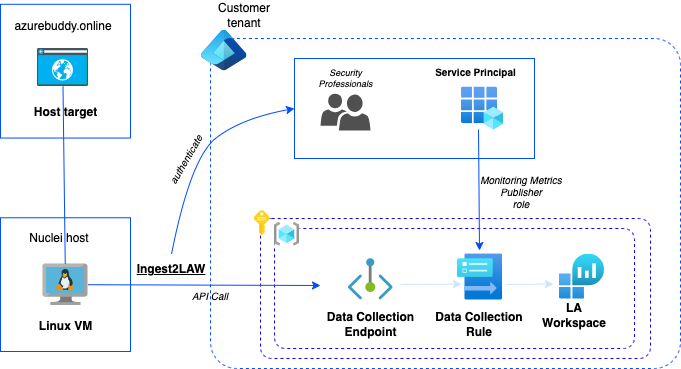 azurebuddy.online
Host target
Customer
tenant
Security
Professionals
Service Principal
authenticate
Monitoring Metrics
Publisher
role
Nuclei host
Linux VM
Ingest2LAW
API Call
Data Collection
Endpoint
Data Collection
Rule
LA
Workspace